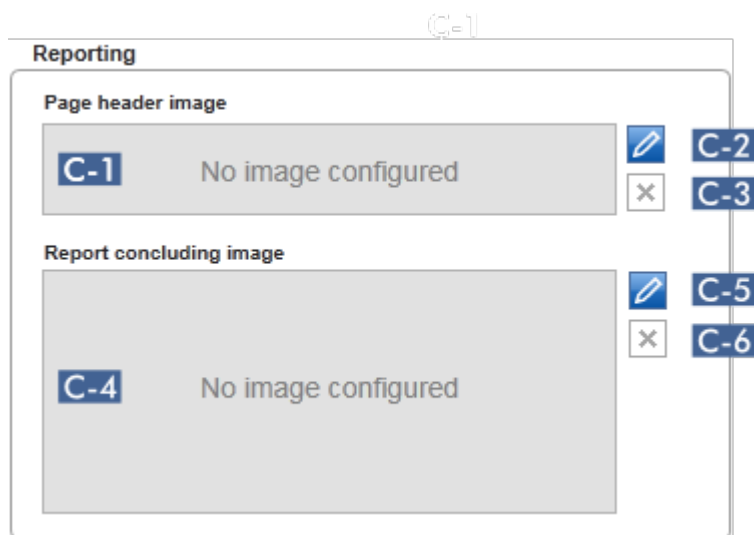 C-1
Reporting
Page header image
C-1 No image configured
C-2
C-3
Report concluding image
C-5
C-6
C-4 No image configured